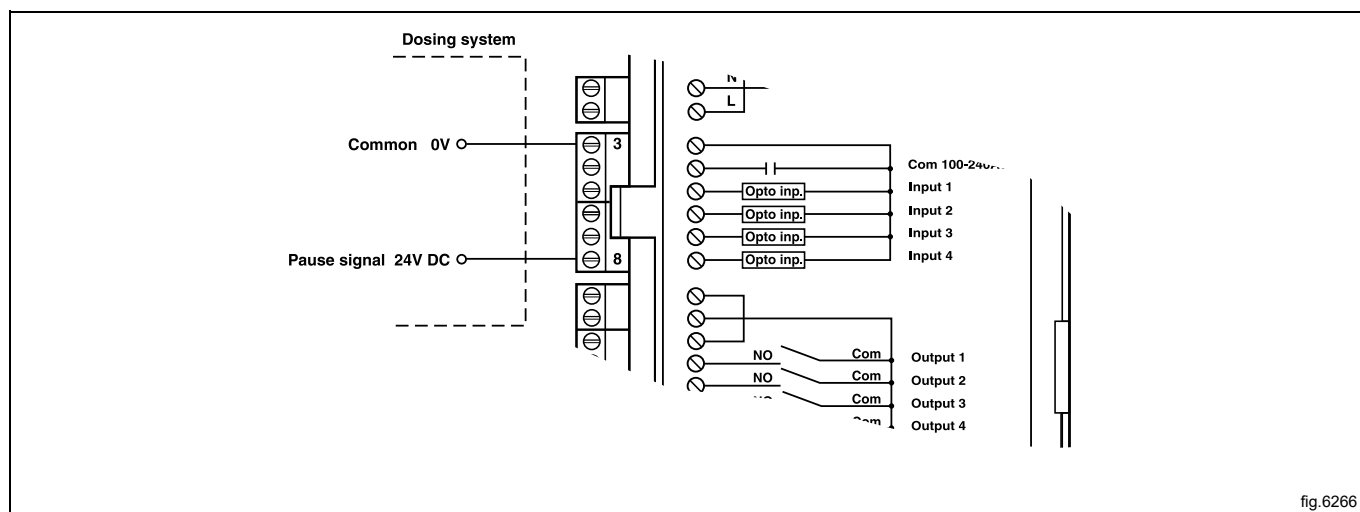 Dosing system
N
L
Common 0V
3
Com
Input 1
Opto inp.
Input 2
Opto inp.
Input 3
Opto inp.
Input 4
Opto inp.
Pause signal 24V DC
8
NO
Com
Output 1
NO
Com
Output 2
Com
Output 3
Output 4
fig.6266